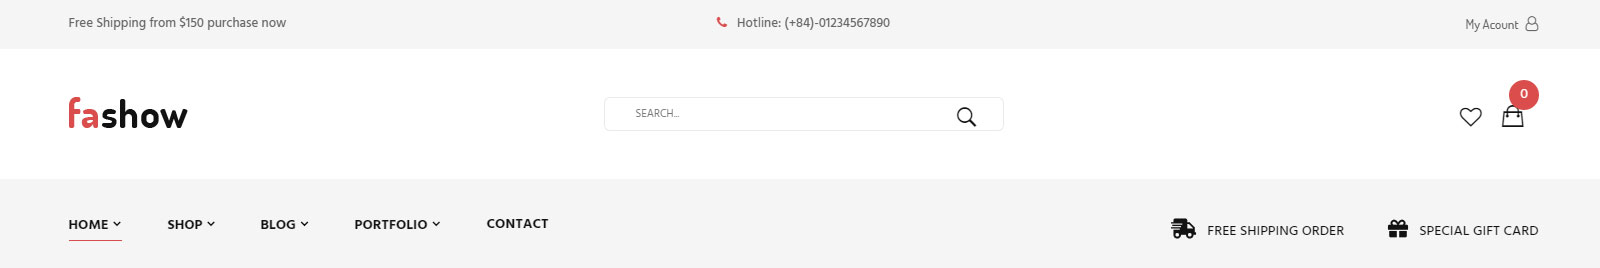 Free Shipping from $150 purchase now
Hotline: (+84)-01234567890
My Acount
fashow
SEARCH...
0
HOME SHOP BLOG PORTFOLIO CONTACT
FREE SHIPPING ORDER
SPECIAL GIFT CARD